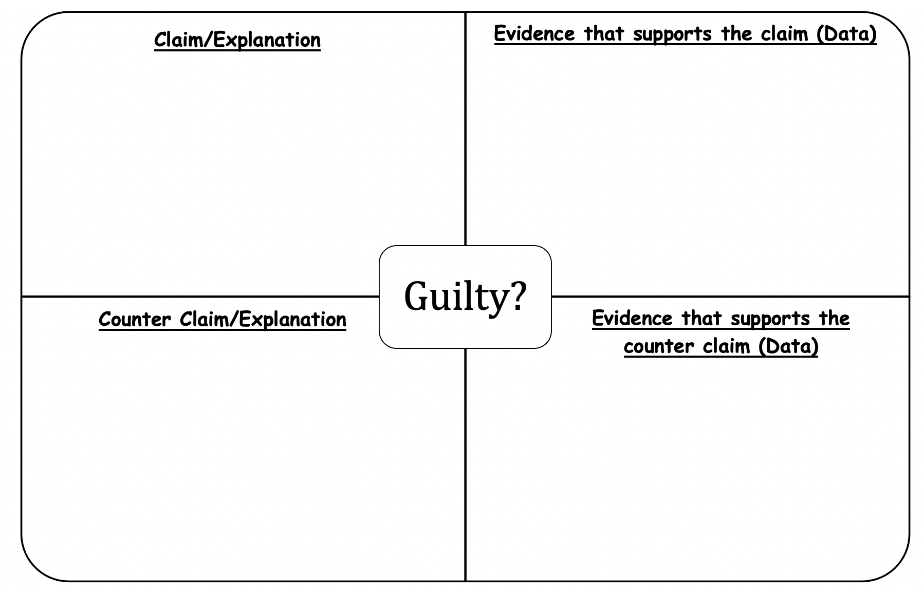 Claim/Explanation
Evidence that supports the claim (Data)
Guilty?
Counter Claim/Explanation
Evidence that supports the
counter claim (Data)